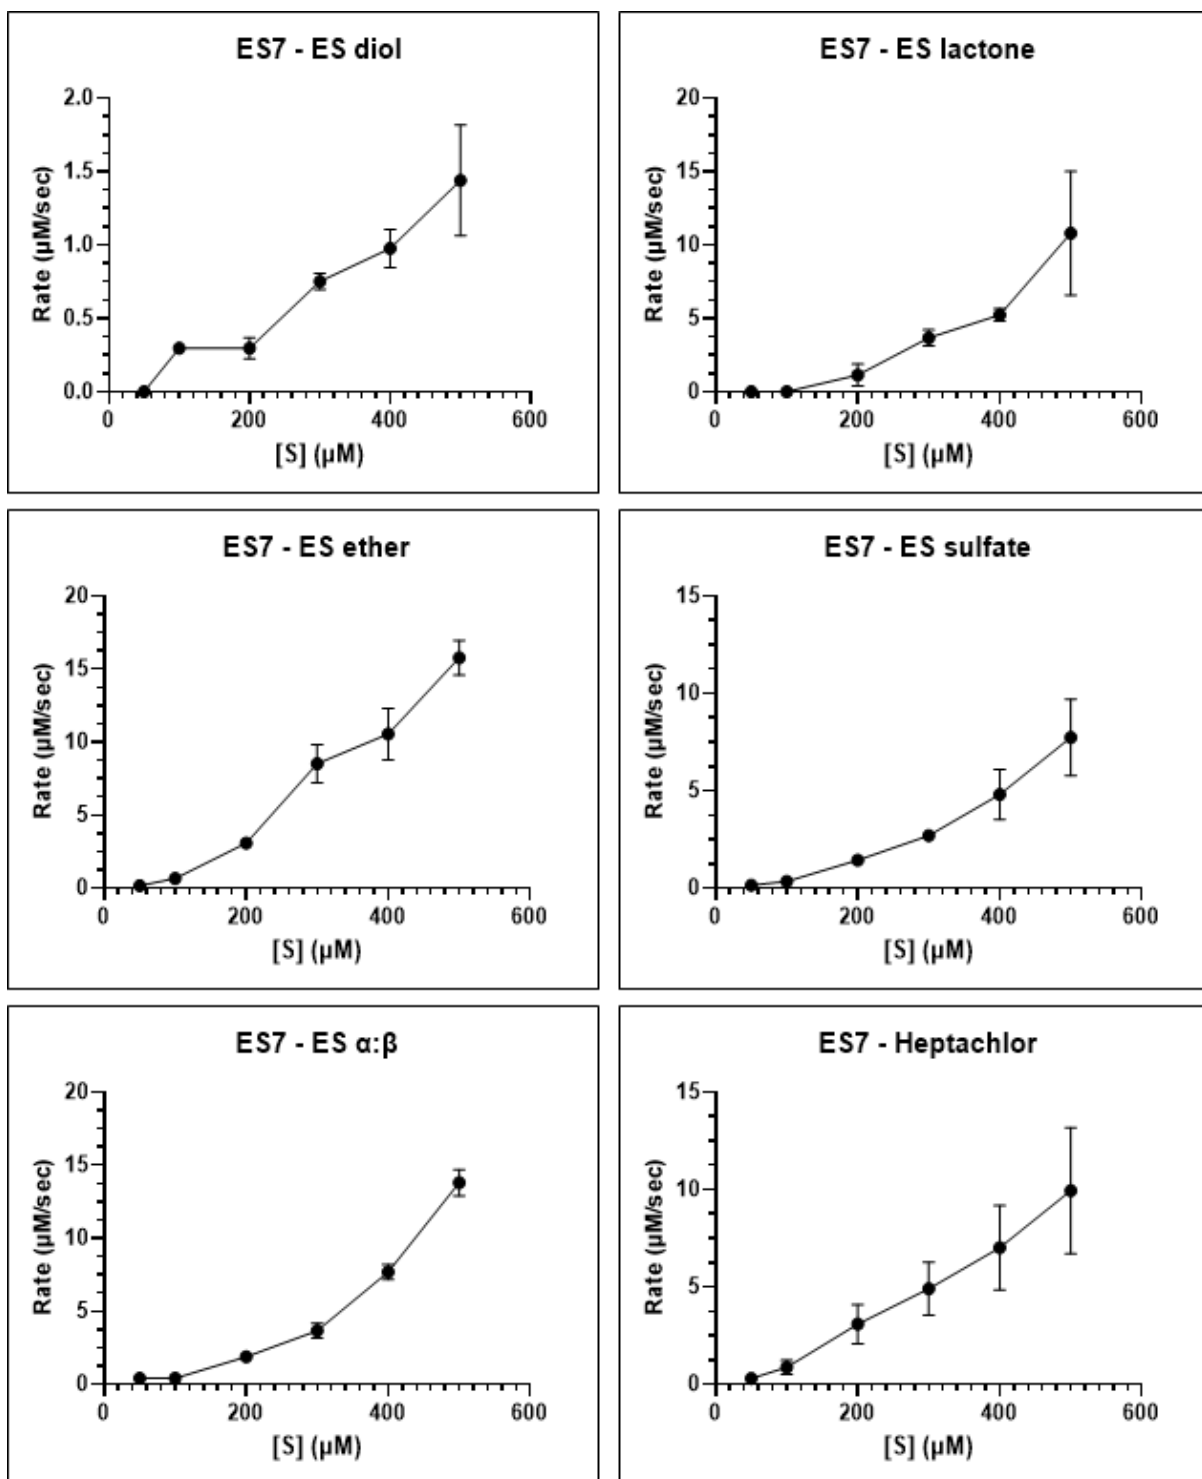 ES7 - ES diol
2.0
1.5
1.0
0.5
0.0
Rate (µM/sec)
0 200 400 600
[S] (µM)
ES7 - ES lactone
20
15
10
5
0
Rate (µM/sec)
0 200 400 600
[S] (µM)
ES7 - ES ether
20
15
10
5
0
Rate (µM/sec)
0 200 400 600
[S] (µM)
ES7 - ES sulfate
15
10
5
0
Rate (µM/sec)
0 200 400 600
[S] (µM)
ES7 - ES α:β
20
15
10
5
0
Rate (µM/sec)
0 200 400 600
[S] (µM)
ES7 - Heptachlor
15
10
5
0
Rate (µM/sec)
0 200 400 600
[S] (µM)